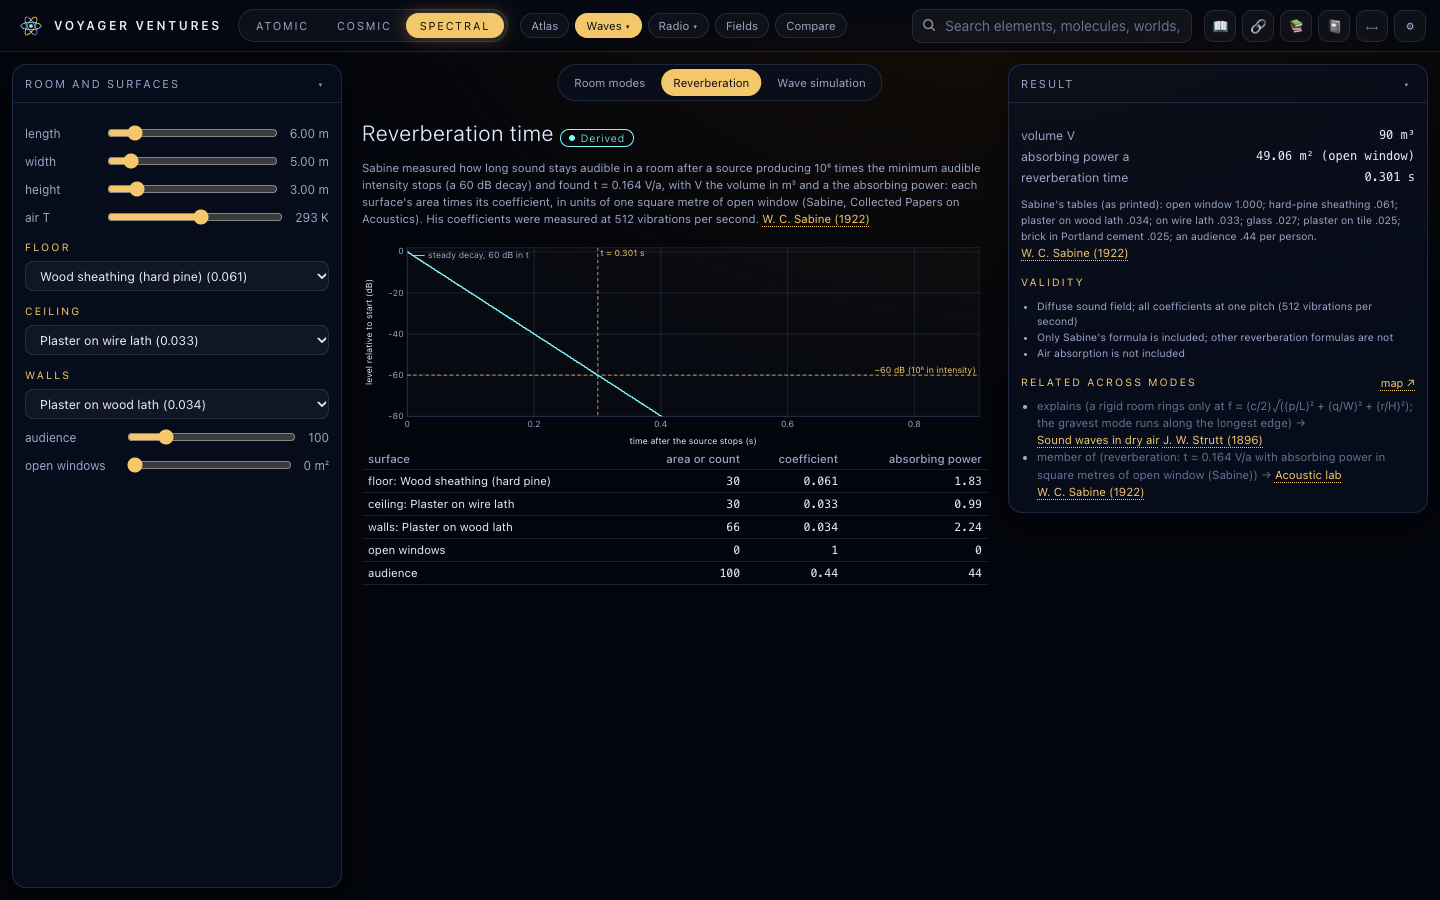 VOYAGER VENTURES
ATOMIC
COSMIC
SPECTRAL
Atlas
Waves
Radio
Fields
Compare
Search elements, molecules, worlds,
ROOM AND SURFACES
length 6.00 m
width 5.00 m
height 3.00 m
air T 293 K
FLOOR
Wood sheathing (hard pine) (0.061)
CEILING
Plaster on wire lath (0.033)
WALLS
Plaster on wood lath (0.034)
audience 100
open windows 0 m²
Room modes
Reverberation
Wave simulation
Reverberation time
Derived
Sabine measured how long sound stays audible in a room after a source producing 10⁶ times the minimum audible
intensity stops (a 60 dB decay) and found t = 0.164 V/a, with V the volume in m³ and a the absorbing power: each
surface's area times its coefficient, in units of one square metre of open window (Sabine, Collected Papers on
Acoustics). His coefficients were measured at 512 vibrations per second. W. C. Sabine (1922)
level relative to start (dB)
0
-20
-40
-60
-80
steady decay, 60 dB in t
t = 0.301 s
−60 dB (10⁶ in intensity)
0 0.2 0.4 0.6 0.8
time after the source stops (s)
surface area or count coefficient absorbing power
floor: Wood sheathing (hard pine) 30 0.061 1.83
ceiling: Plaster on wire lath 30 0.033 0.99
walls: Plaster on wood lath 66 0.034 2.24
open windows 0 1 0
audience 100 0.44 44
RESULT
volume V 90 m³
absorbing power a 49.06 m² (open window)
reverberation time 0.301 s
Sabine's tables (as printed): open window 1.000; hard-pine sheathing .061;
plaster on wood lath .034; on wire lath .033; glass .027; plaster on tile .025;
brick in Portland cement .025; an audience .44 per person.
W. C. Sabine (1922)
VALIDITY
• Diffuse sound field; all coefficients at one pitch (512 vibrations per
second)
• Only Sabine's formula is included; other reverberation formulas are not
• Air absorption is not included
RELATED ACROSS MODES map ↗
• explains (a rigid room rings only at f = (c/2)√((p/L)² + (q/W)² + (r/H)²);
the gravest mode runs along the longest edge) →
Sound waves in dry air J. W. Strutt (1896)
• member of (reverberation: t = 0.164 V/a with absorbing power in
square metres of open window (Sabine)) → Acoustic lab
W. C. Sabine (1922)